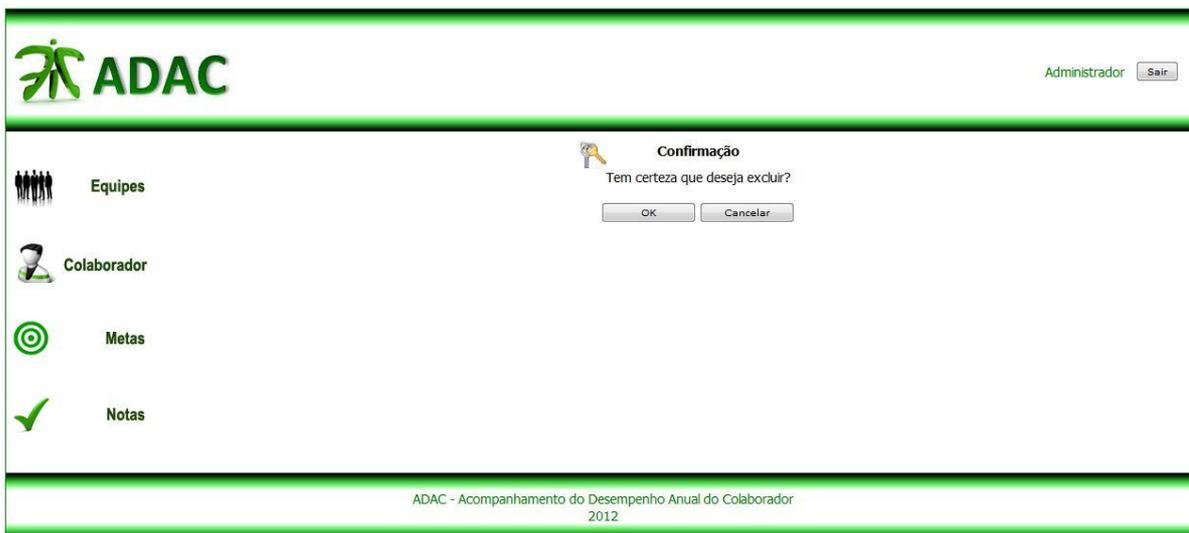 ADAC
Administrador Sair
Confirmação
Tem certeza que deseja excluir?
OK Cancelar
Equipes
Colaborador
Metas
Notas
ADAC - Acompanhamento do Desempenho Anual do Colaborador
2012